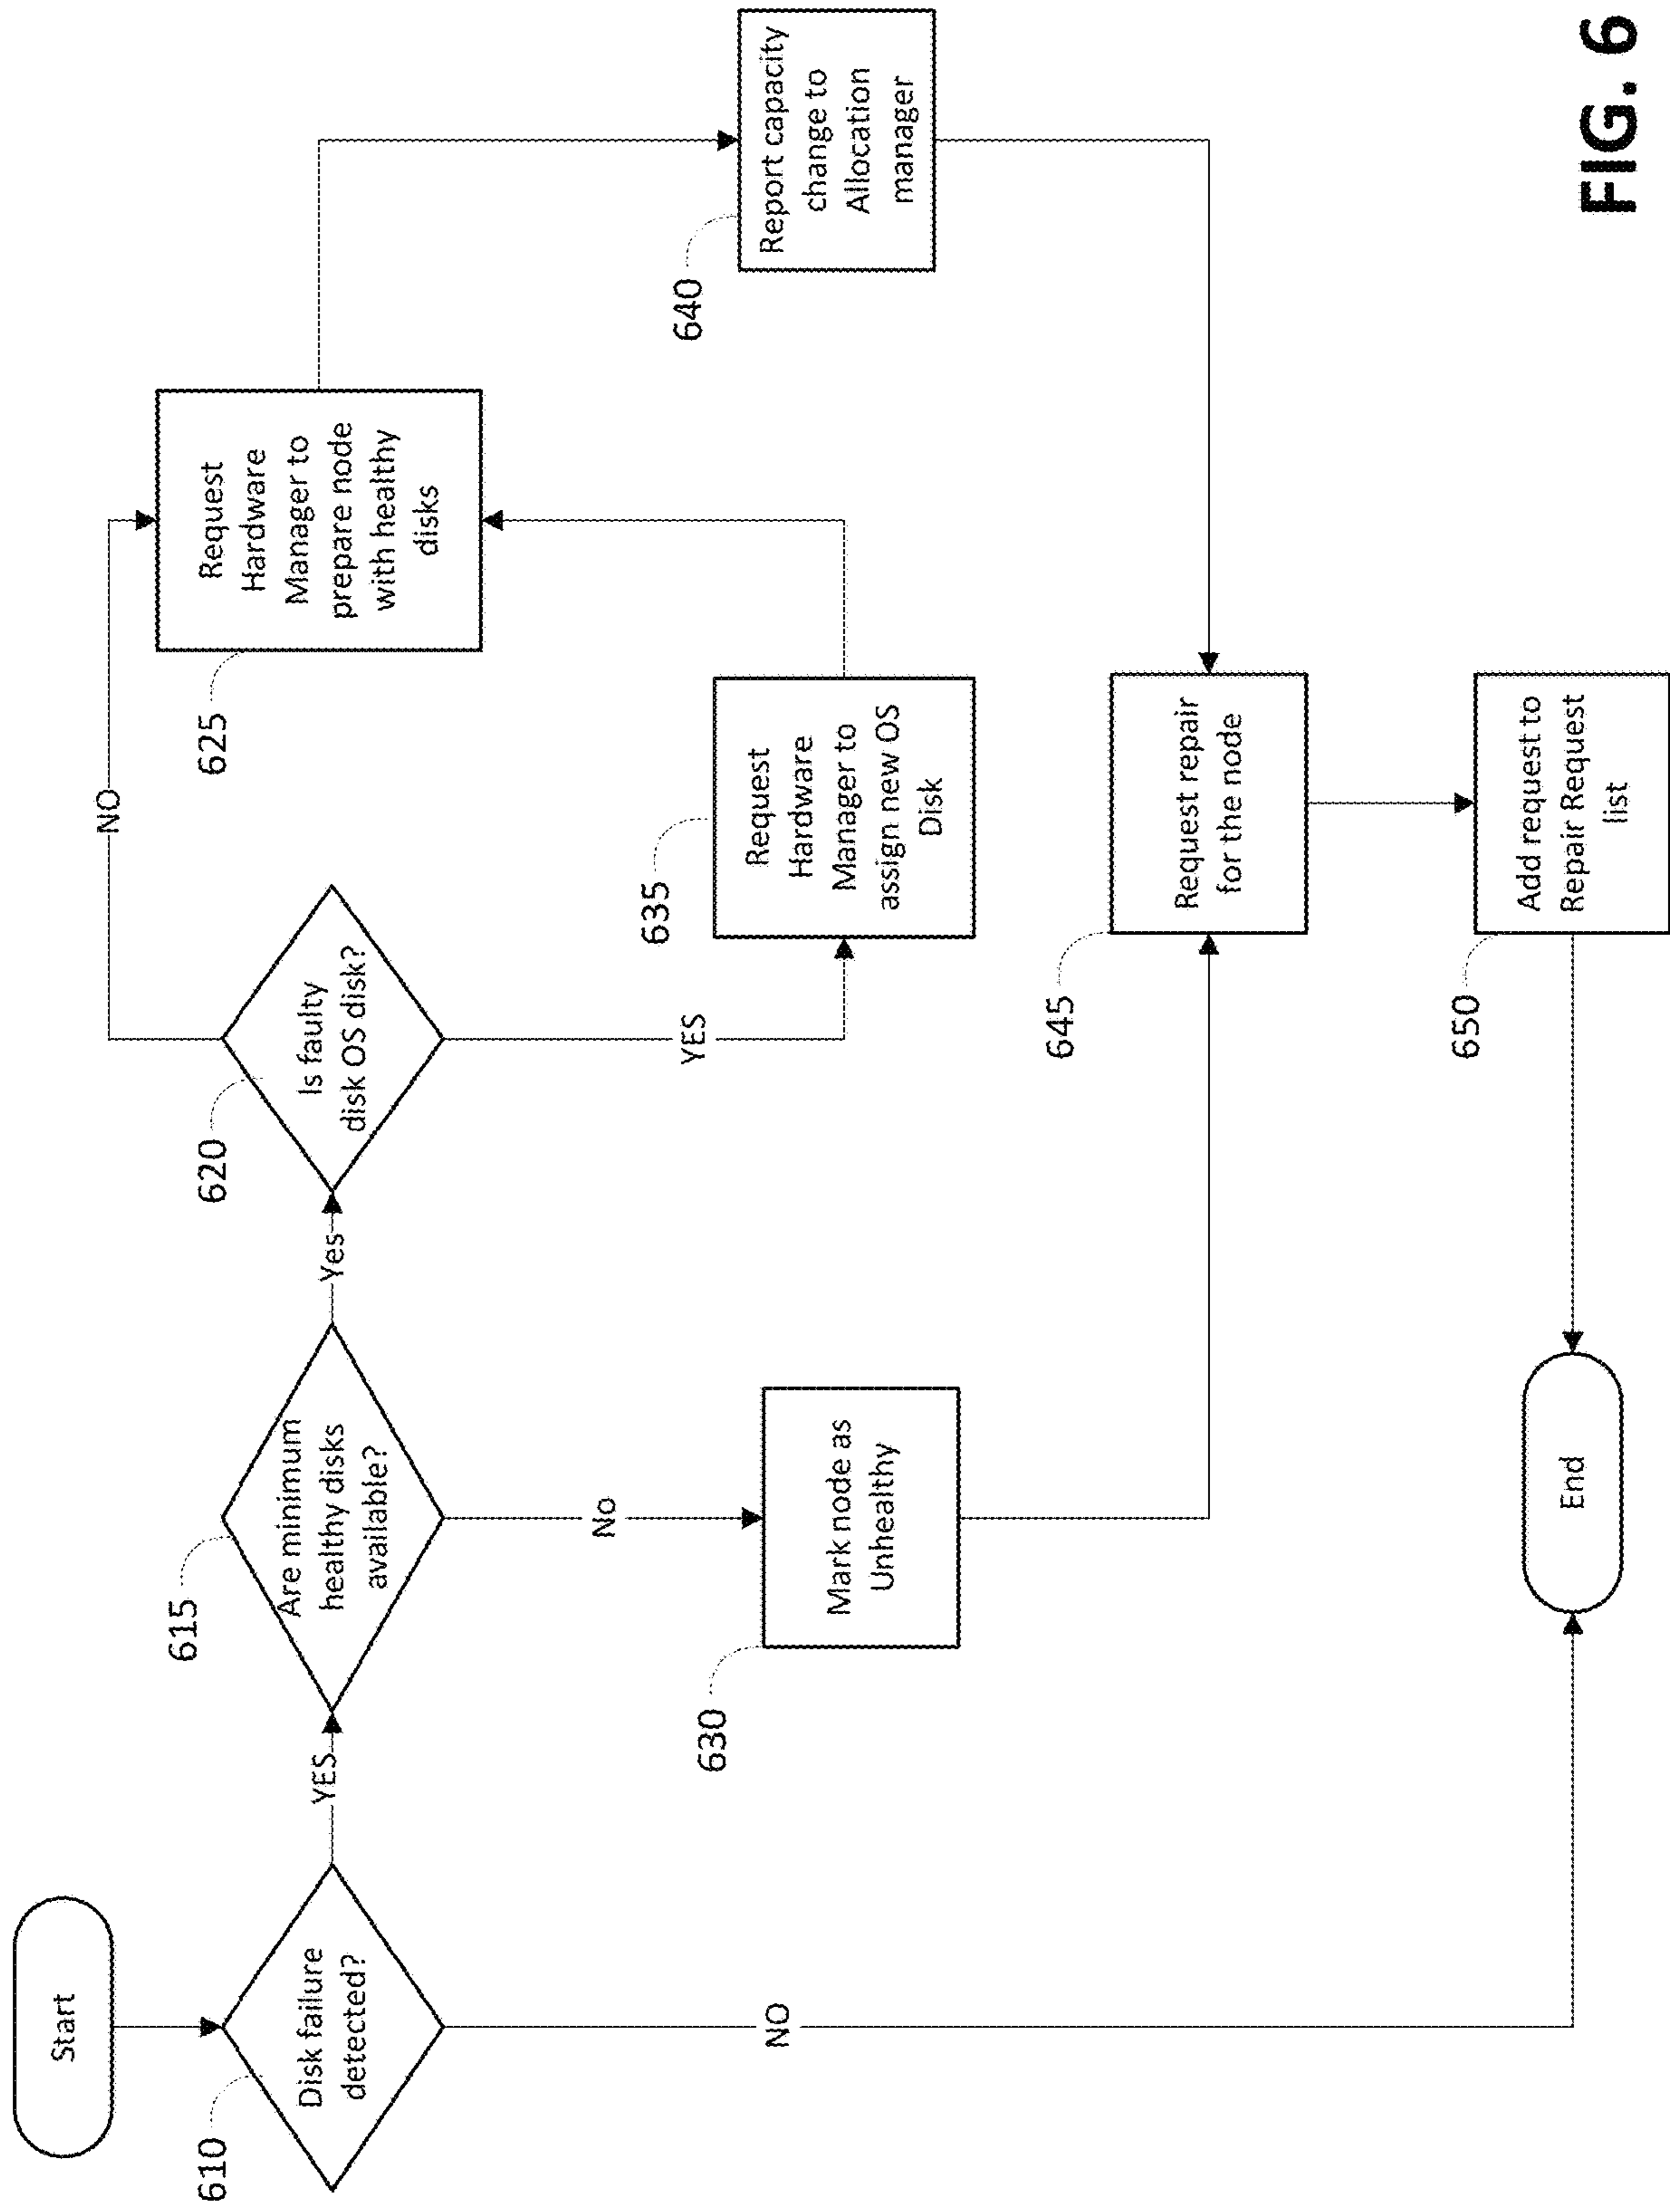 Start
610
Disk failure
detected?
YES
NO
615
Are minimum
healthy disks
available?
Yes
No
620
Is faulty
disk OS disk?
NO
YES
625
Request
Hardware
Manager to
prepare node
with healthy
disks
630
Mark node as
Unhealthy
635
Request
Hardware
Manager to
assign new OS
Disk
640
Report capacity
change to
Allocation
manager
645
Request repair
for the node
650
Add request to
Repair Request
list
End
FIG. 6